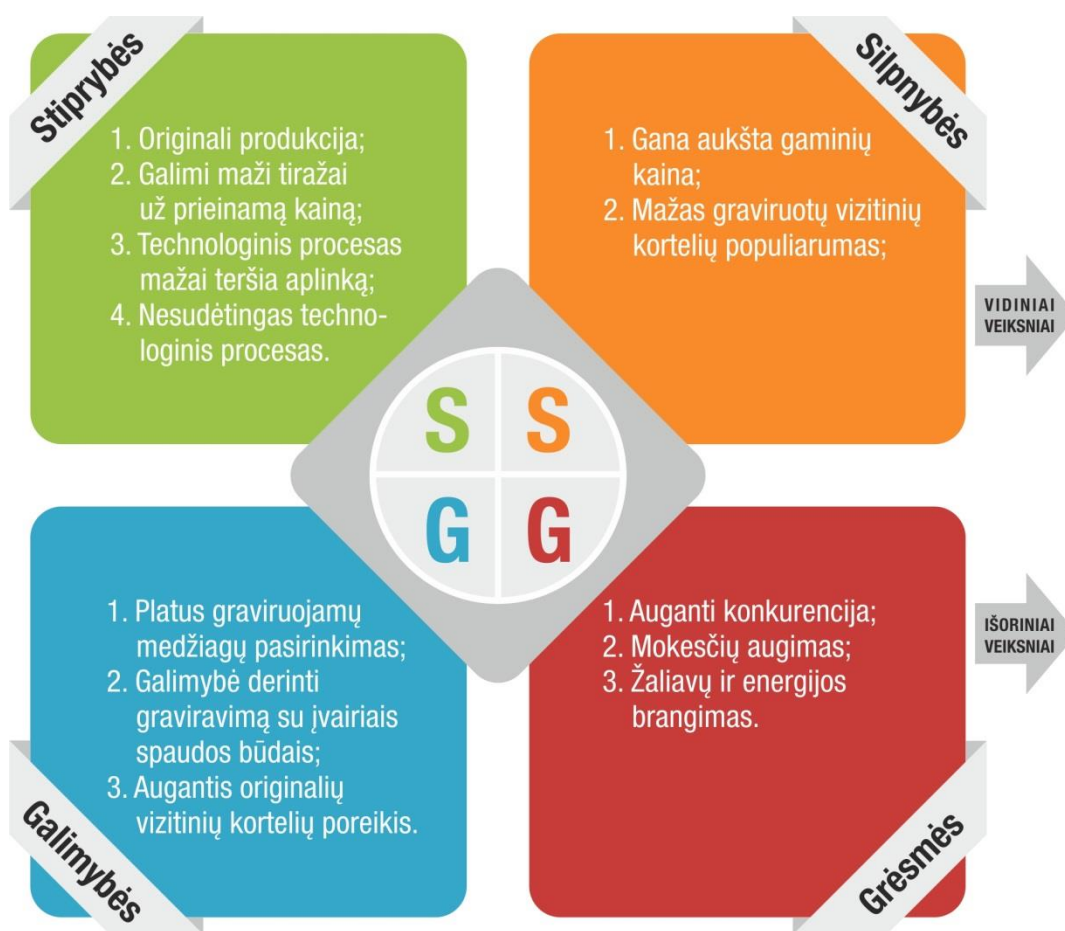 Stiprybės
1. Originali produkcija;
2. Galimi maži tiražai
už prieinamą kainą;
3. Technologinis procesas
mažai teršia aplinką;
4. Nesudėtingas techno-
loginis procesas.
Silpnybės
1. Gana aukšta gaminių
kaina;
2. Mažas graviruotų vizitinių
kortelių populiarumas;
VIDINIAI
VEIKSNIAI
S S
G G
Galimybės
1. Platus graviruojamų
medžiagų pasirinkimas;
2. Galimybė derinti
graviravimą su įvairiais
spaudos būdais;
3. Augantis originalių
vizitinių kortelių poreikis.
Grėsmės
1. Auganti konkurencija;
2. Mokesčių augimas;
3. Žaliavų ir energijos
brangimas.
IŠORINIAI
VEIKSNIAI